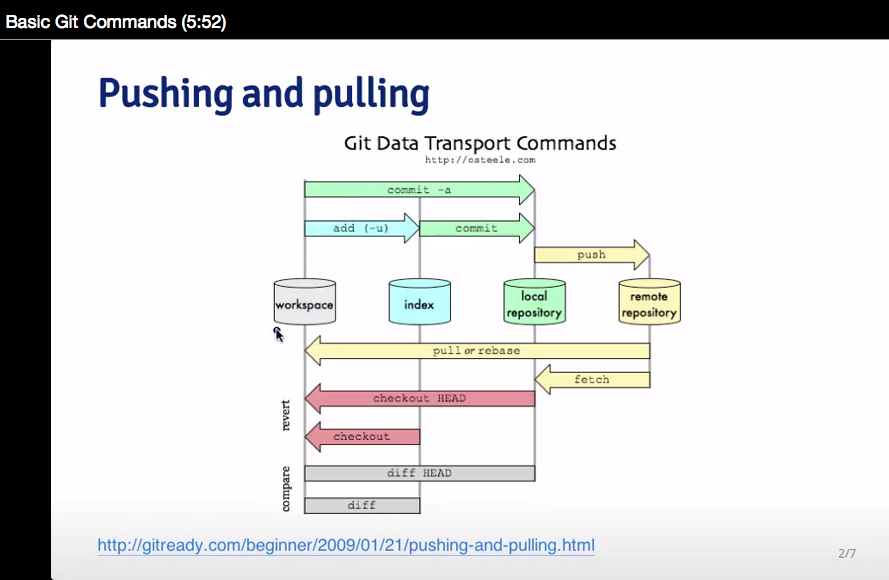 Basic Git Commands (5:52)
Pushing and pulling
Git Data Transport Commands
http://osteele.com
commit -a
add (-u)
commit
push
workspace
index
local
repository
remote
repository
pull or rebase
fetch
revert
checkout HEAD
checkout
compare
diff HEAD
diff
http://gitready.com/beginner/2009/01/21/pushing-and-pulling.html
2/7